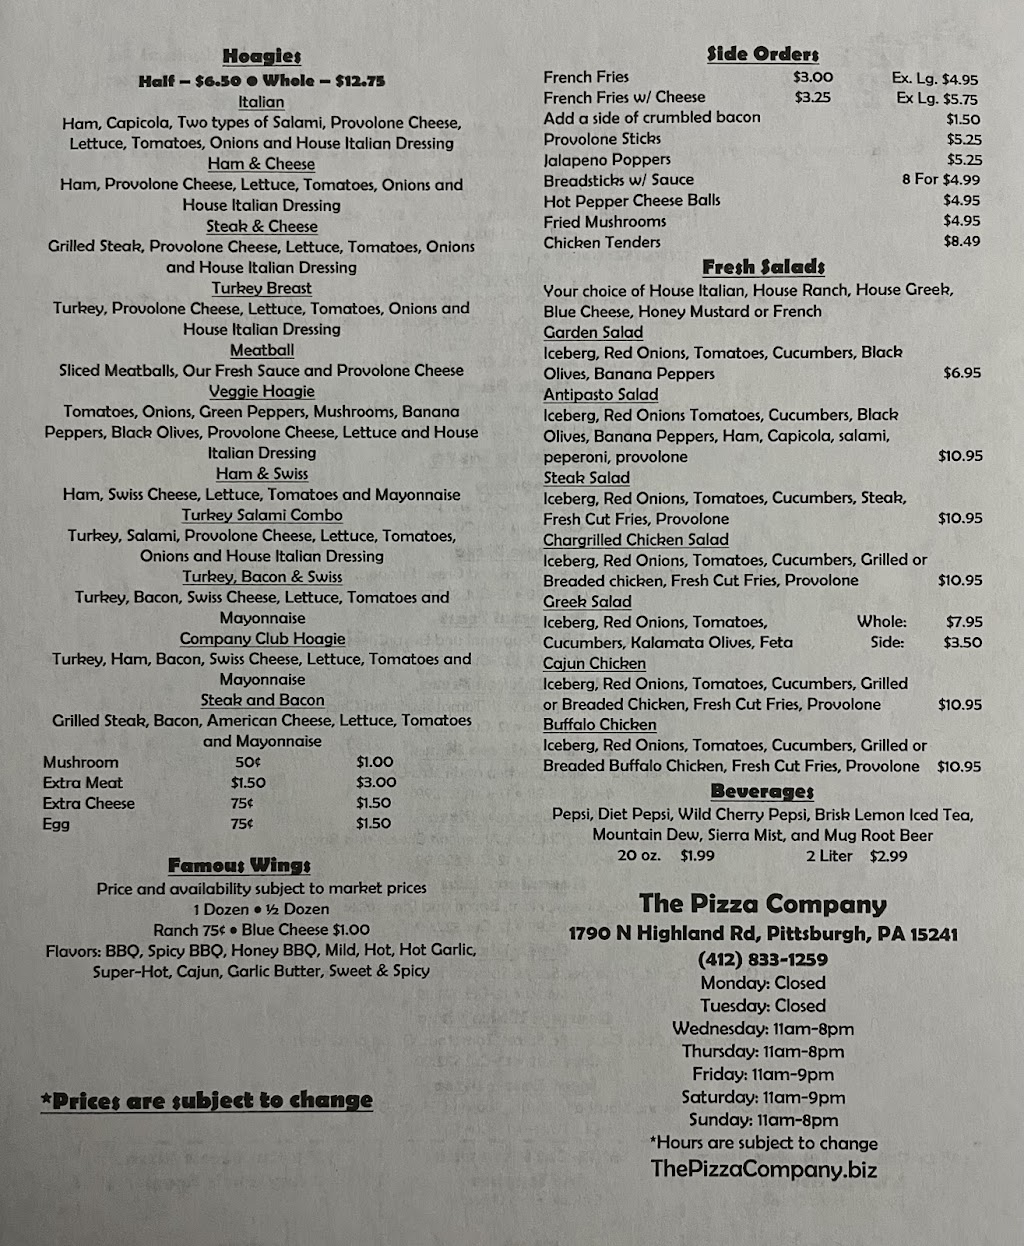 Hoagies
Half – $6.50 ● Whole – $12.75
Italian
Ham, Capicola, Two types of Salami, Provolone Cheese,
Lettuce, Tomatoes, Onions and House Italian Dressing
Ham & Cheese
Ham, Provolone Cheese, Lettuce, Tomatoes, Onions and
House Italian Dressing
Steak & Cheese
Grilled Steak, Provolone Cheese, Lettuce, Tomatoes, Onions
and House Italian Dressing
Turkey Breast
Turkey, Provolone Cheese, Lettuce, Tomatoes, Onions and
House Italian Dressing
Meatball
Sliced Meatballs, Our Fresh Sauce and Provolone Cheese
Veggie Hoagie
Tomatoes, Onions, Green Peppers, Mushrooms, Banana
Peppers, Black Olives, Provolone Cheese, Lettuce and House
Italian Dressing
Ham & Swiss
Ham, Swiss Cheese, Lettuce, Tomatoes and Mayonnaise
Turkey Salami Combo
Turkey, Salami, Provolone Cheese, Lettuce, Tomatoes,
Onions and House Italian Dressing
Turkey, Bacon & Swiss
Turkey, Bacon, Swiss Cheese, Lettuce, Tomatoes and
Mayonnaise
Company Club Hoagie
Turkey, Ham, Bacon, Swiss Cheese, Lettuce, Tomatoes and
Mayonnaise
Steak and Bacon
Grilled Steak, Bacon, American Cheese, Lettuce, Tomatoes
and Mayonnaise
Mushroom 50¢ $1.00
Extra Meat $1.50 $3.00
Extra Cheese 75¢ $1.50
Egg 75¢ $1.50
Famous Wings
Price and availability subject to market prices
1 Dozen ● ½ Dozen
Ranch 75¢ ● Blue Cheese $1.00
Flavors: BBQ, Spicy BBQ, Honey BBQ, Mild, Hot, Hot Garlic,
Super-Hot, Cajun, Garlic Butter, Sweet & Spicy
*Prices are subject to change
Side Orders
French Fries $3.00 Ex. Lg. $4.95
French Fries w/ Cheese $3.25 Ex Lg. $5.75
Add a side of crumbled bacon $1.50
Provolone Sticks $5.25
Jalapeno Poppers $5.25
Breadsticks w/ Sauce 8 For $4.99
Hot Pepper Cheese Balls $4.95
Fried Mushrooms $4.95
Chicken Tenders $8.49
Fresh Salads
Your choice of House Italian, House Ranch, House Greek,
Blue Cheese, Honey Mustard or French
Garden Salad
Iceberg, Red Onions, Tomatoes, Cucumbers, Black
Olives, Banana Peppers $6.95
Antipasto Salad
Iceberg, Red Onions Tomatoes, Cucumbers, Black
Olives, Banana Peppers, Ham, Capicola, salami,
peperoni, provolone $10.95
Steak Salad
Iceberg, Red Onions, Tomatoes, Cucumbers, Steak,
Fresh Cut Fries, Provolone $10.95
Chargrilled Chicken Salad
Iceberg, Red Onions, Tomatoes, Cucumbers, Grilled or
Breaded chicken, Fresh Cut Fries, Provolone $10.95
Greek Salad
Iceberg, Red Onions, Tomatoes, Whole: $7.95
Cucumbers, Kalamata Olives, Feta Side: $3.50
Cajun Chicken
Iceberg, Red Onions, Tomatoes, Cucumbers, Grilled
or Breaded Chicken, Fresh Cut Fries, Provolone $10.95
Buffalo Chicken
Iceberg, Red Onions, Tomatoes, Cucumbers, Grilled or
Breaded Buffalo Chicken, Fresh Cut Fries, Provolone $10.95
Beverages
Pepsi, Diet Pepsi, Wild Cherry Pepsi, Brisk Lemon Iced Tea,
Mountain Dew, Sierra Mist, and Mug Root Beer
20 oz. $1.99 2 Liter $2.99
The Pizza Company
1790 N Highland Rd, Pittsburgh, PA 15241
(412) 833-1259
Monday: Closed
Tuesday: Closed
Wednesday: 11am-8pm
Thursday: 11am-8pm
Friday: 11am-9pm
Saturday: 11am-9pm
Sunday: 11am-8pm
*Hours are subject to change
ThePizzaCompany.biz